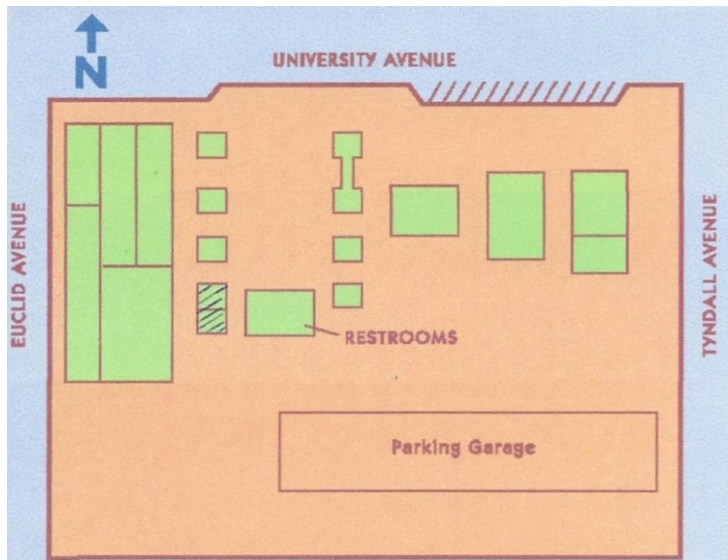 N
UNIVERSITY AVENUE
EUCLID AVENUE
TYNDALL AVENUE
RESTROOMS
Parking Garage